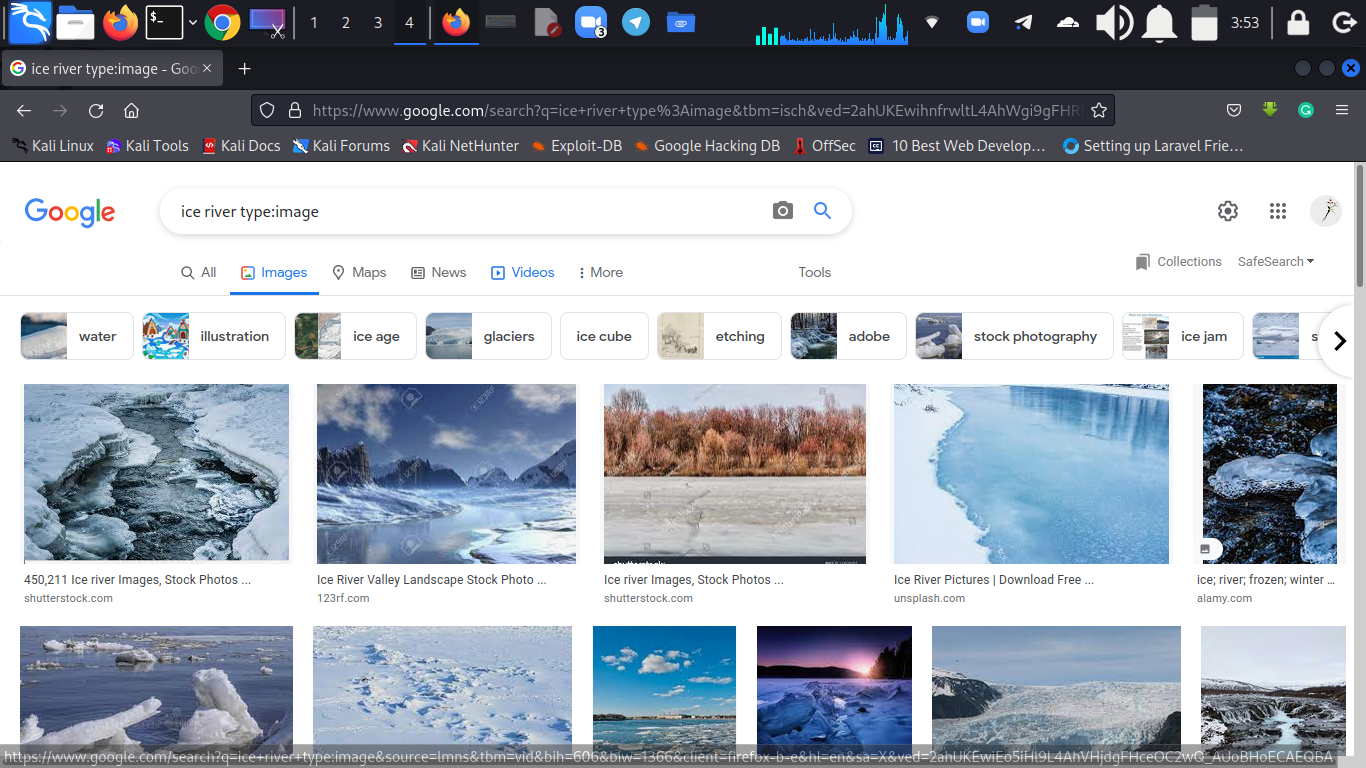 1 2 3 4 3 3:53
ice river type:image - Goo
https://www.google.com/search?q=ice+river+type%3Aimage&tbm=isch&ved=2ahUKEwihnfrwltL4AhWgi9gFHR
Kali Linux Kali Tools Kali Docs Kali Forums Kali NetHunter Exploit-DB Google Hacking DB OffSec 10 Best Web Develop… Setting up Laravel Frie…
Google ice river type:image
All Images Maps News Videos More Tools Collections SafeSearch
water illustration ice age glaciers ice cube etching adobe stock photography ice jam s
450,211 Ice river Images, Stock Photos ... Ice River Valley Landscape Stock Photo ... Ice river Images, Stock Photos ... Ice River Pictures | Download Free ... ice; river; frozen; winter ...
shutterstock.com 123rf.com shutterstock.com unsplash.com alamy.com
https://www.google.com/search?q=ice+river+type:image&source=lmns&tbm=vid&bih=606&biw=1366&client=firefox-b-e&hl=en&sa=X&ved=2ahUKEwiEo5iHl9L4AhVHjdgFHceOC2wQ_AUoBHoECAEQBA